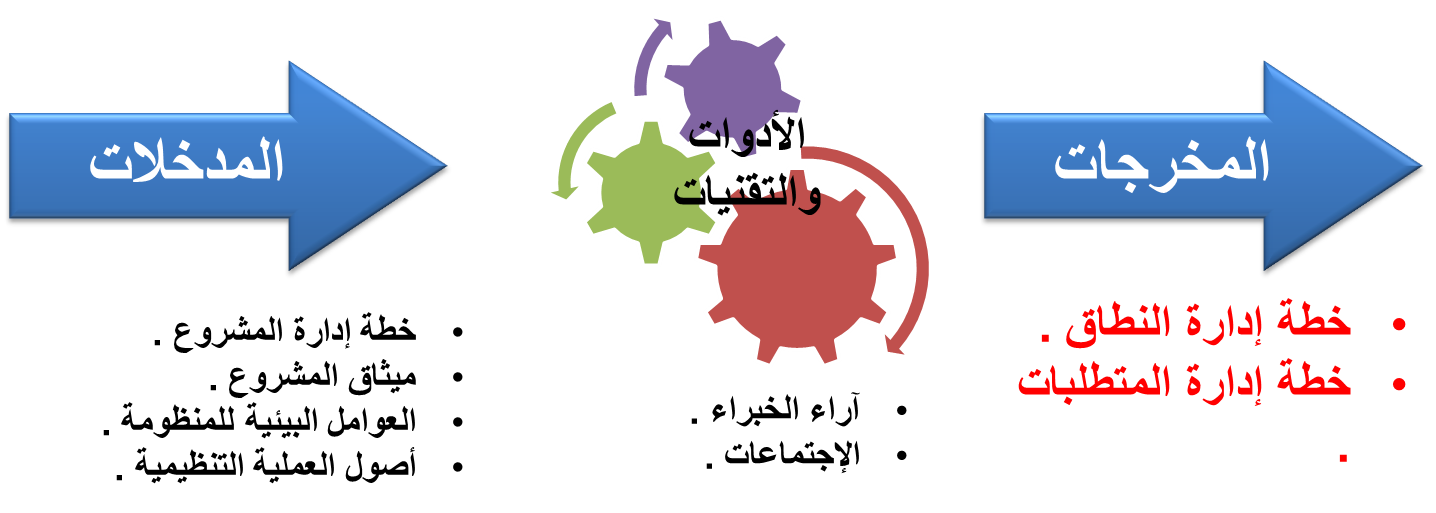 المدخلات
• خطة إدارة المشروع .
• ميثاق المشروع .
• العوامل البيئية للمنظومة .
• أصول العملية التنظيمية .
الأدوات
والتقنيات
• آراء الخبراء .
• الإجتماعات .
المخرجات
• خطة إدارة النطاق .
• خطة إدارة المتطلبات
.